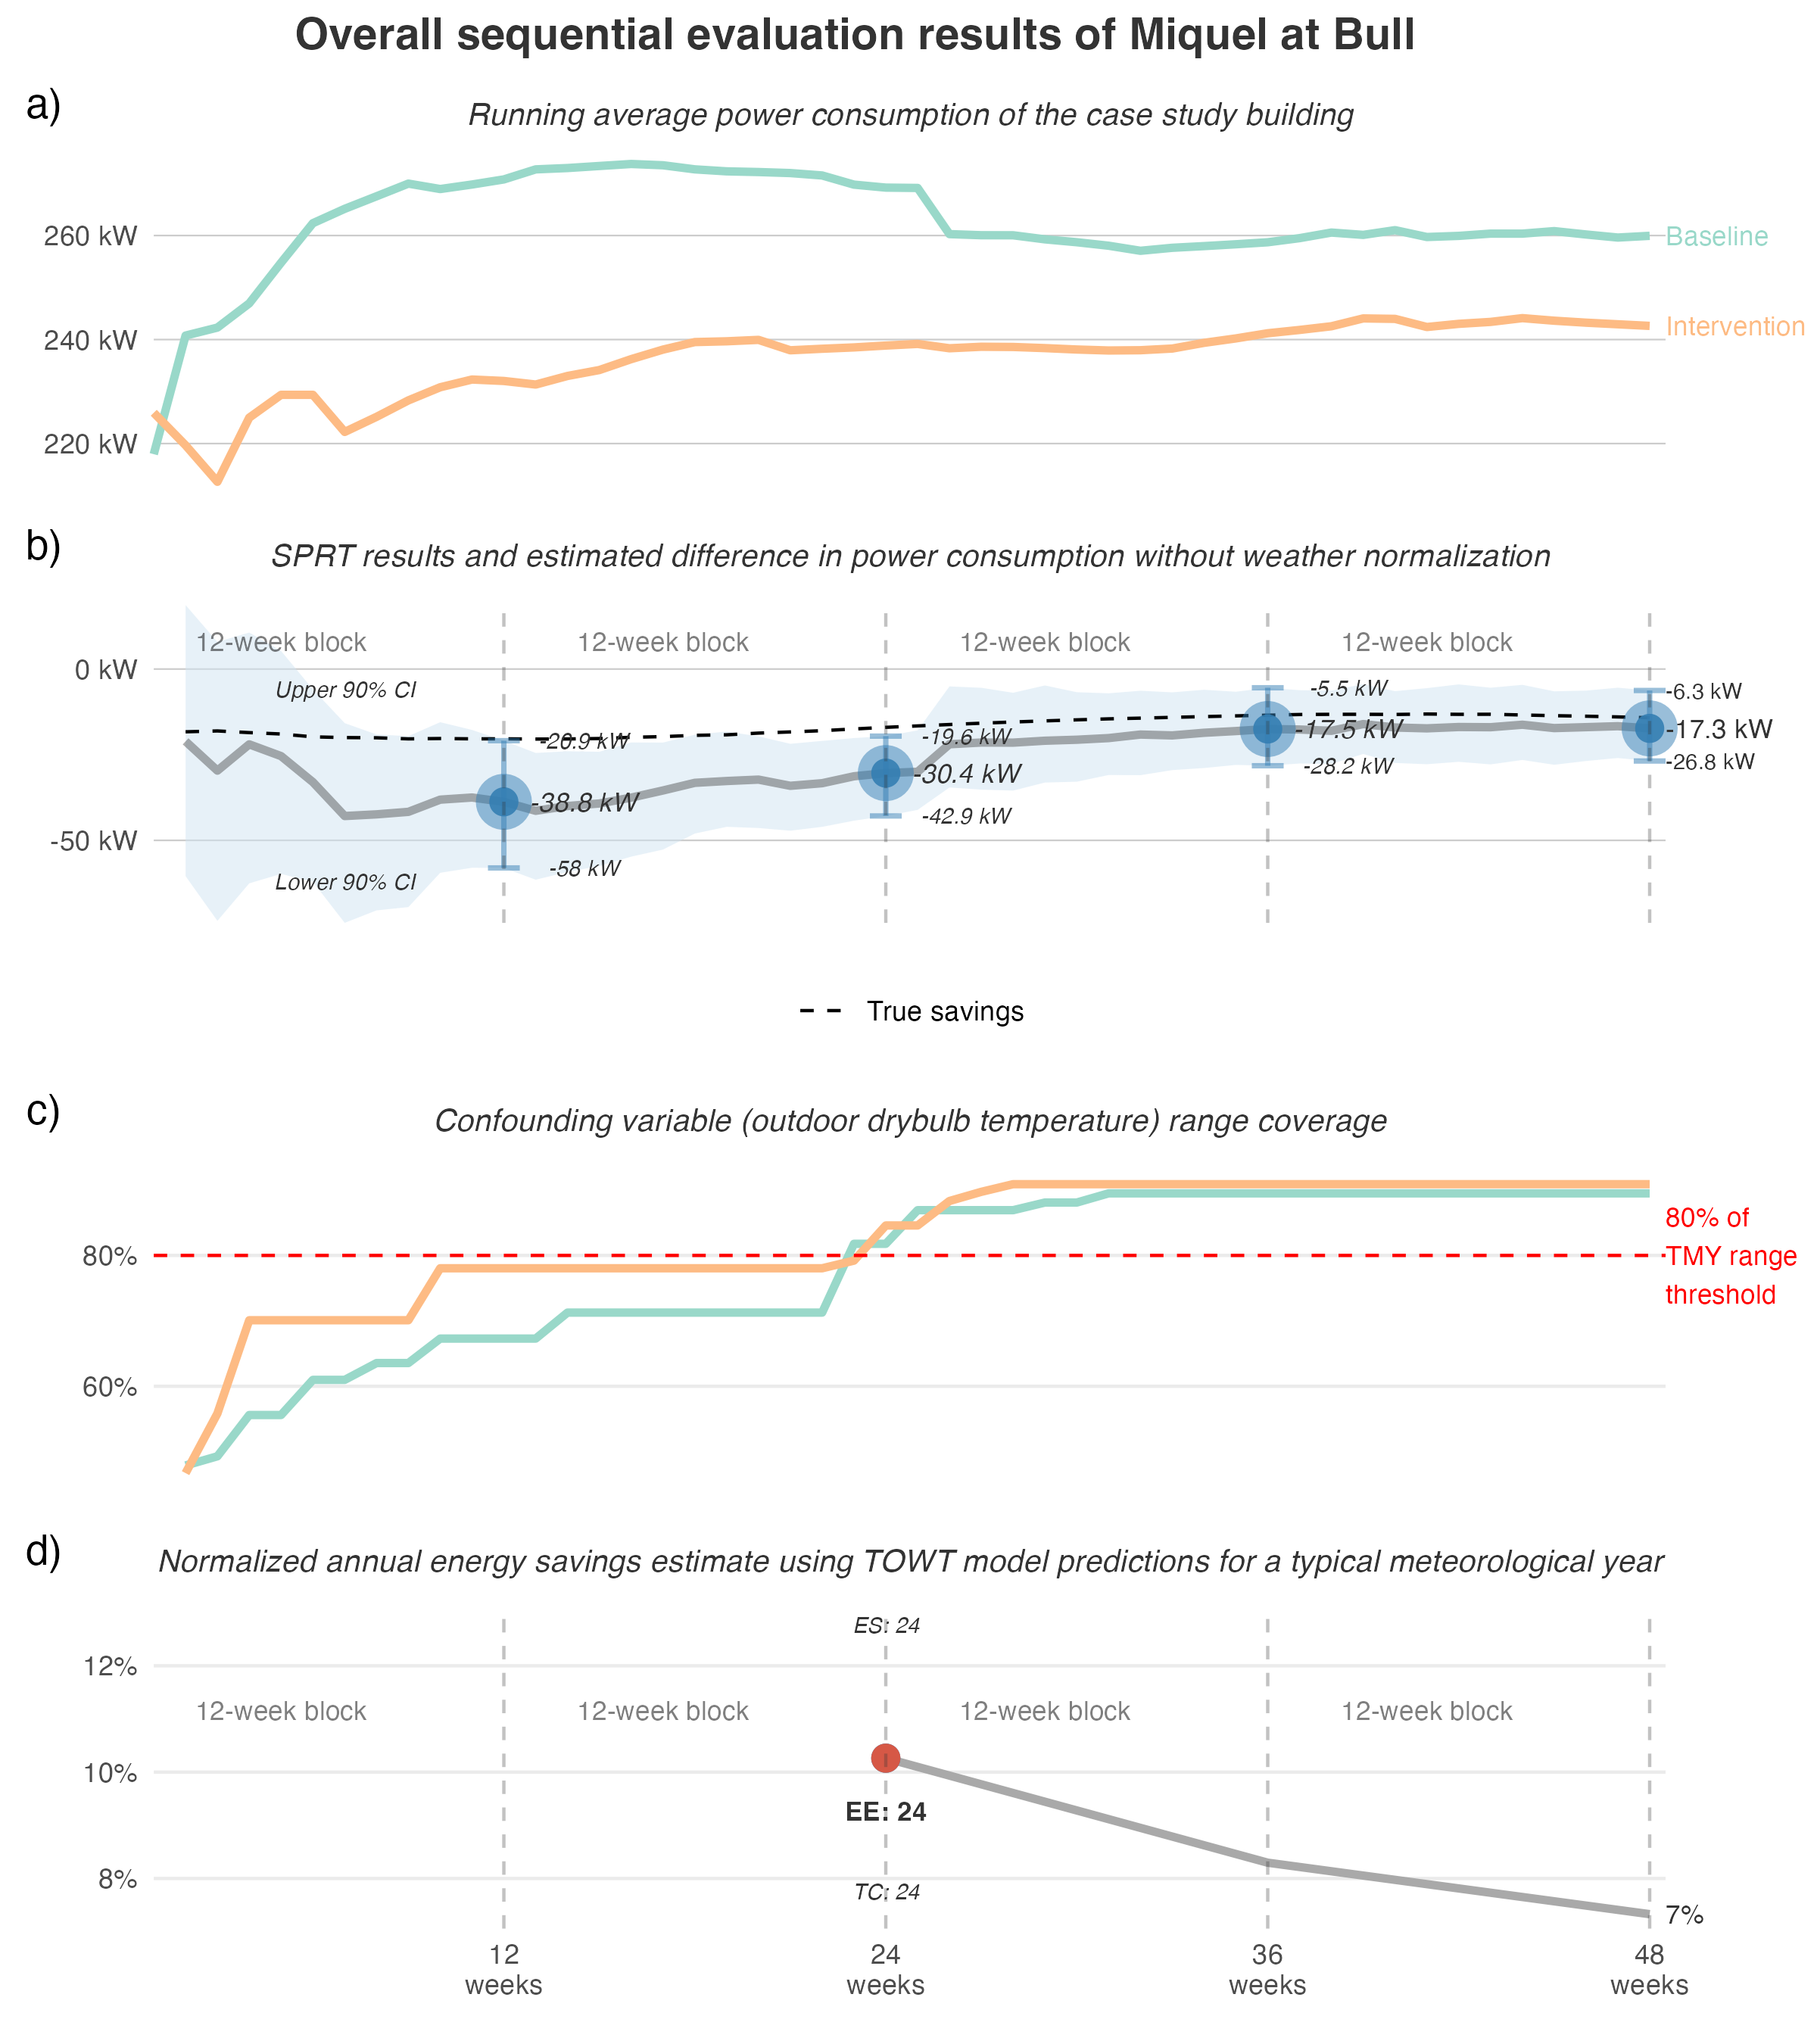 Overall sequential evaluation results of Miquel at Bull
a)
Running average power consumption of the case study building
260 kW
Baseline
Intervention
240 kW
220 kW
b)
SPRT results and estimated difference in power consumption without weather normalization
12-week block
12-week block
12-week block
12-week block
0 kW
Upper 90% CI
-5.5 kW
-6.3 kW
-20.9 kW
-19.6 kW
-17.5 kW
-17.3 kW
-30.4 kW
-28.2 kW
-26.8 kW
-38.8 kW
-42.9 kW
-50 kW
-58 kW
Lower 90% CI
True savings
c)
Confounding variable (outdoor drybulb temperature) range coverage
80% of
TMY range
threshold
80%
60%
d)
Normalized annual energy savings estimate using TOWT model predictions for a typical meteorological year
ES: 24
12%
12-week block
12-week block
12-week block
12-week block
10%
EE: 24
8%
TC: 24
7%
12
weeks
24
weeks
36
weeks
48
weeks